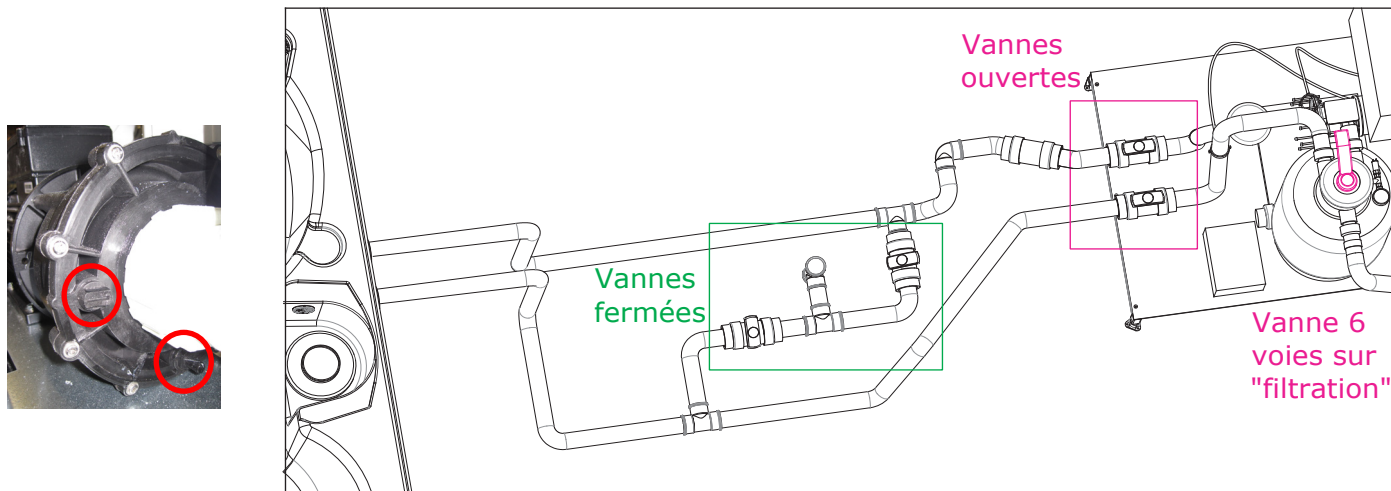 Vannes
ouvertes
Vannes
fermées
Vanne 6
voies sur
"filtration"